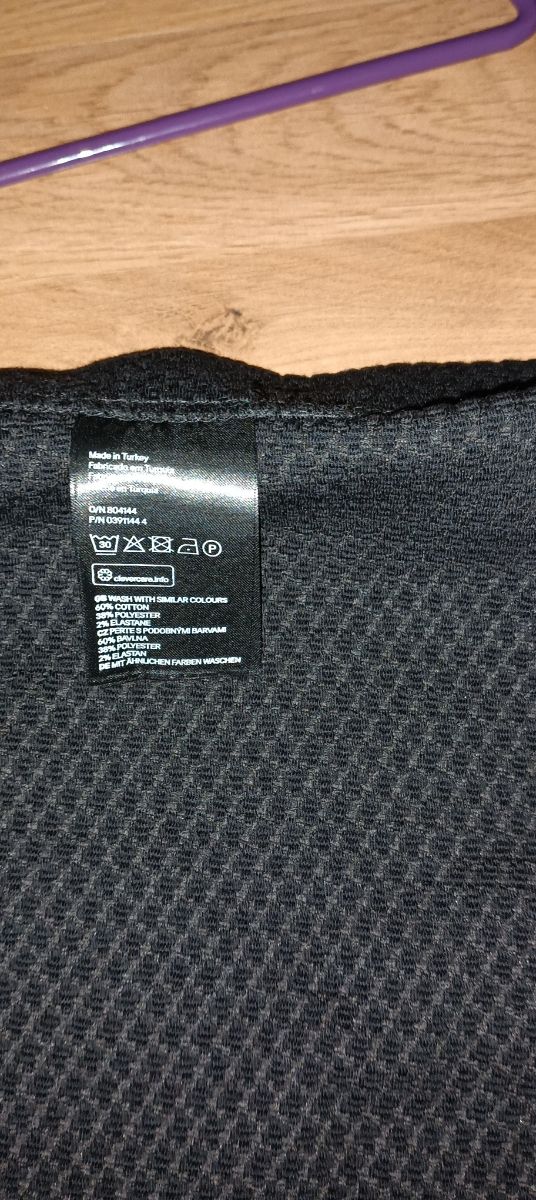 Made in Turkey
Fabricado em Turquia
O/N 804144
P/N 0391144 4
30 P
clevercare.info
GB WASH WITH SIMILAR COLOURS
60% COTTON
38% POLYESTER
2% ELASTANE
CZ PERTE S PODOBNÝMI BARVAMI
60% BAVLNA
38% POLYESTER
2% ELASTAN
DE MIT ÄHNLICHEN FARBEN WASCHEN